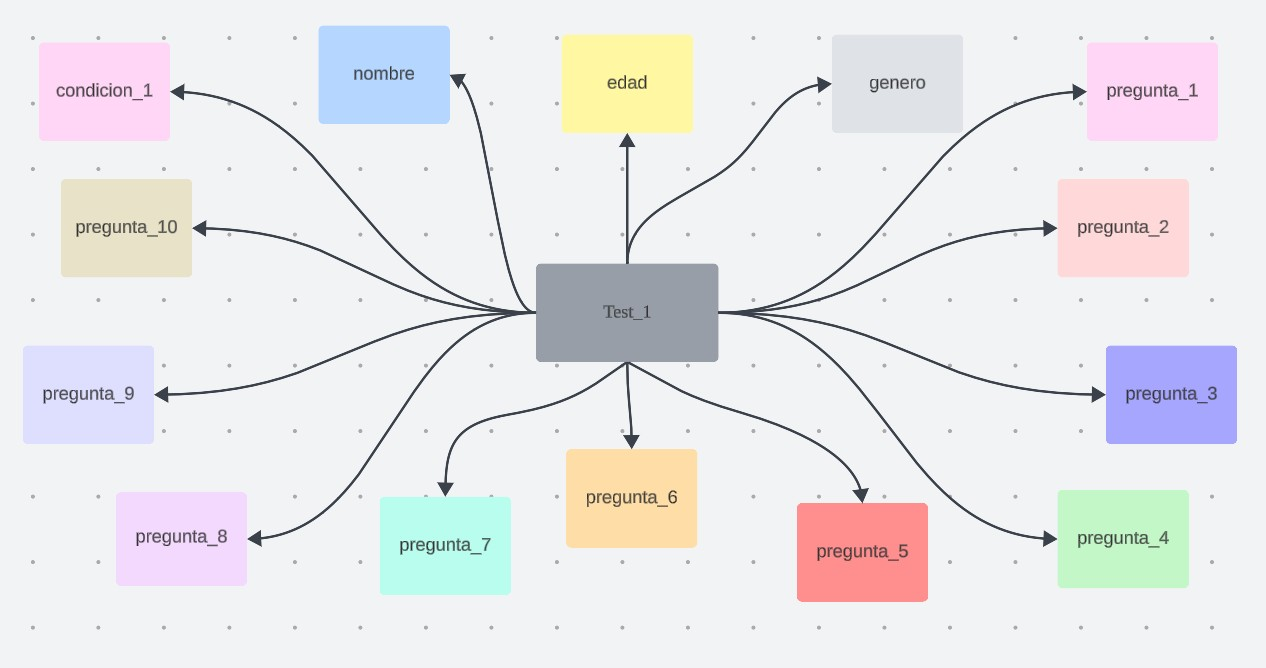 condicion_1
nombre
edad
genero
pregunta_1
pregunta_10
pregunta_2
Test_1
pregunta_9
pregunta_3
pregunta_8
pregunta_7
pregunta_6
pregunta_5
pregunta_4